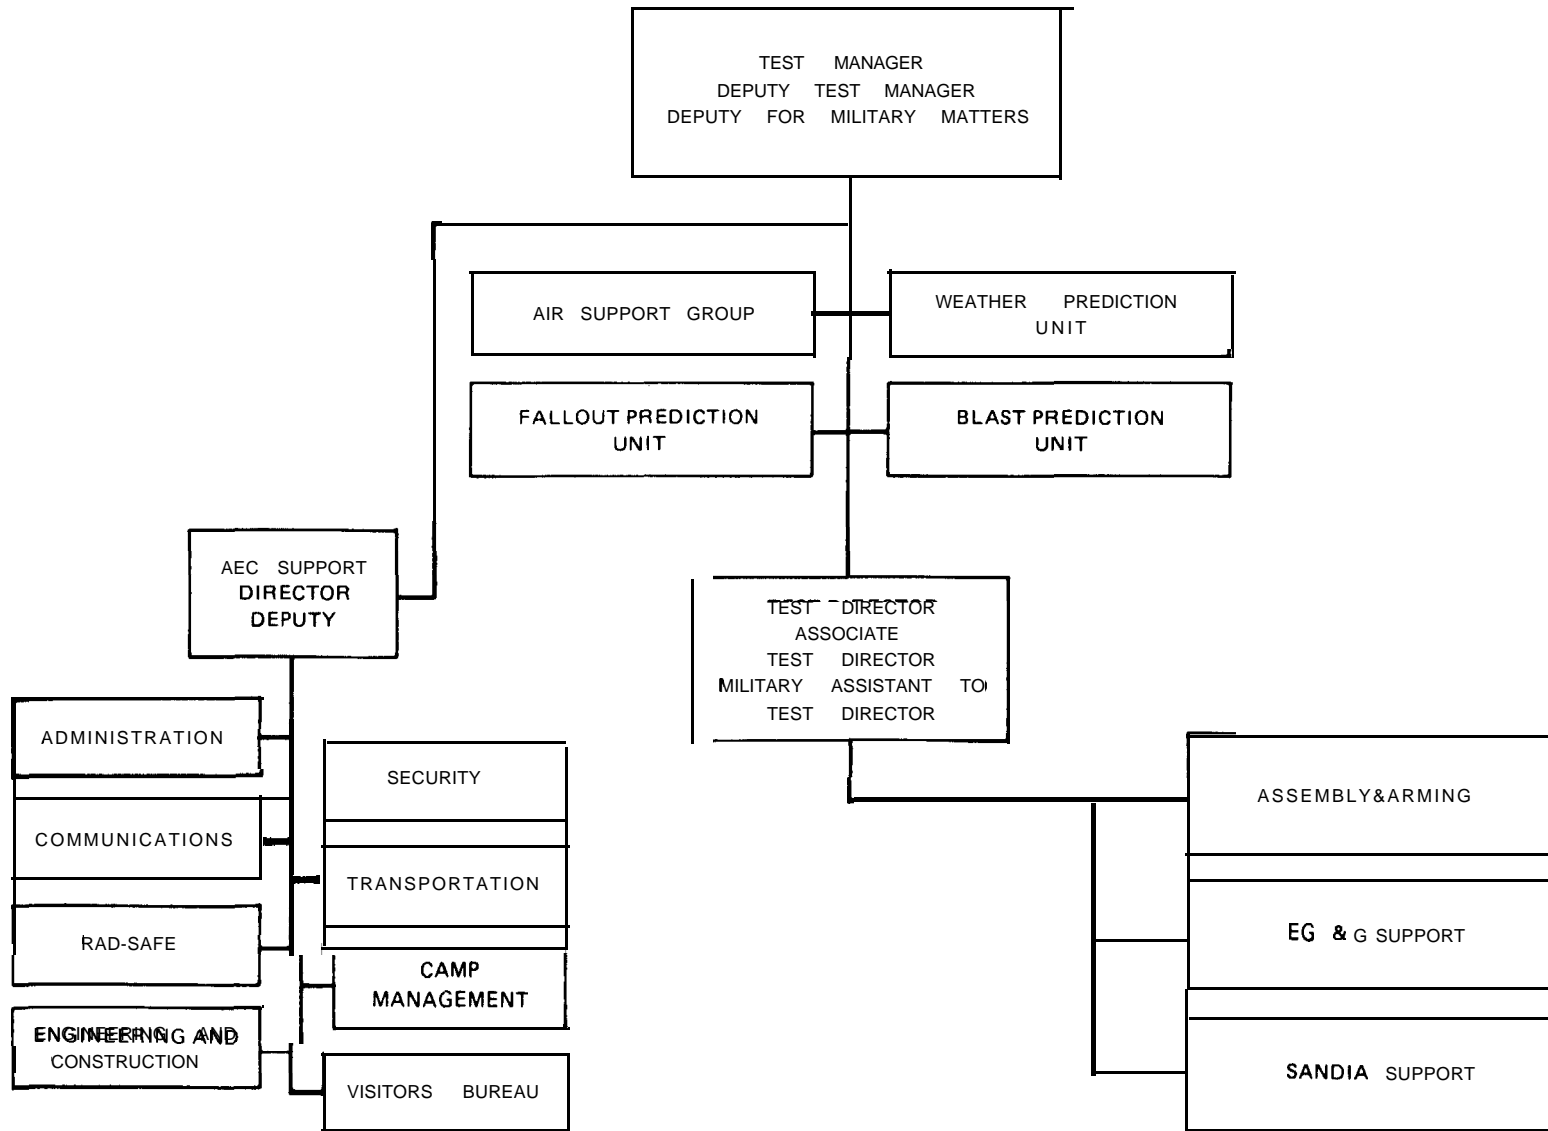 TEST MANAGER
DEPUTY TEST MANAGER
DEPUTY FOR MILITARY MATTERS
AIR SUPPORT GROUP
WEATHER PREDICTION
UNIT
FALLOUT PREDICTION
UNIT
BLAST PREDICTION
UNIT
AEC SUPPORT
DIRECTOR
DEPUTY
TEST DIRECTOR
ASSOCIATE
TEST DIRECTOR
MILITARY ASSISTANT TO
TEST DIRECTOR
ADMINISTRATION
SECURITY
COMMUNICATIONS
TRANSPORTATION
RAD-SAFE
CAMP
MANAGEMENT
ENGINEERING AND
CONSTRUCTION
VISITORS BUREAU
ASSEMBLY&ARMING
EG & G SUPPORT
SANDIA SUPPORT